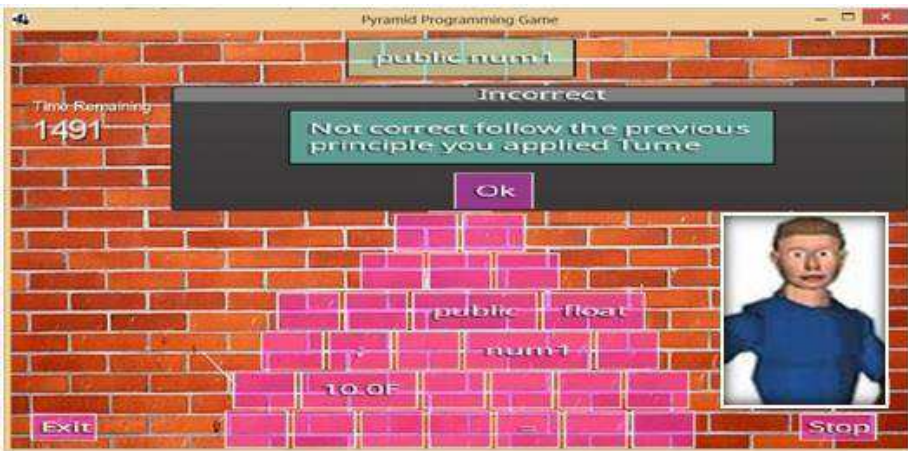 Pyramid Programming Game
public num1
Incorrect
Time Remaining
1491
Not correct follow the previous
principle you applied Tume
Ok
public float
; num1
10.0F
=
Exit
Stop